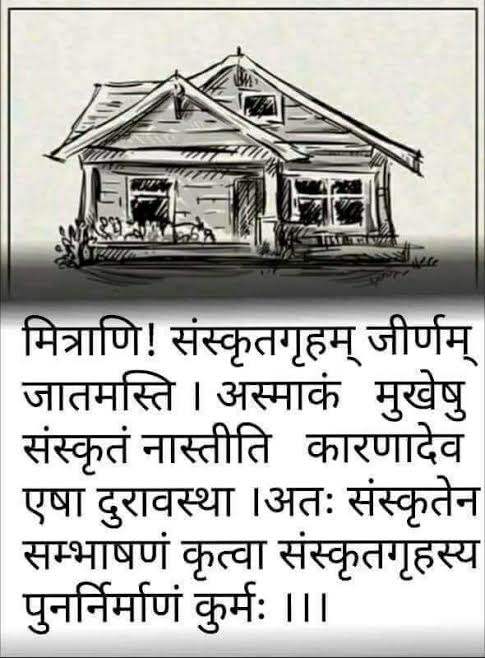 मित्राणि! संस्कृतगृहम् जीर्णम्
जातमस्ति । अस्माकं मुखेषु
संस्कृतं नास्तीति कारणादेव
एषा दुरावस्था ।अतः संस्कृतेन
सम्भाषणं कृत्वा संस्कृतगृहस्य
पुनर्निर्माणं कुर्मः ।।।